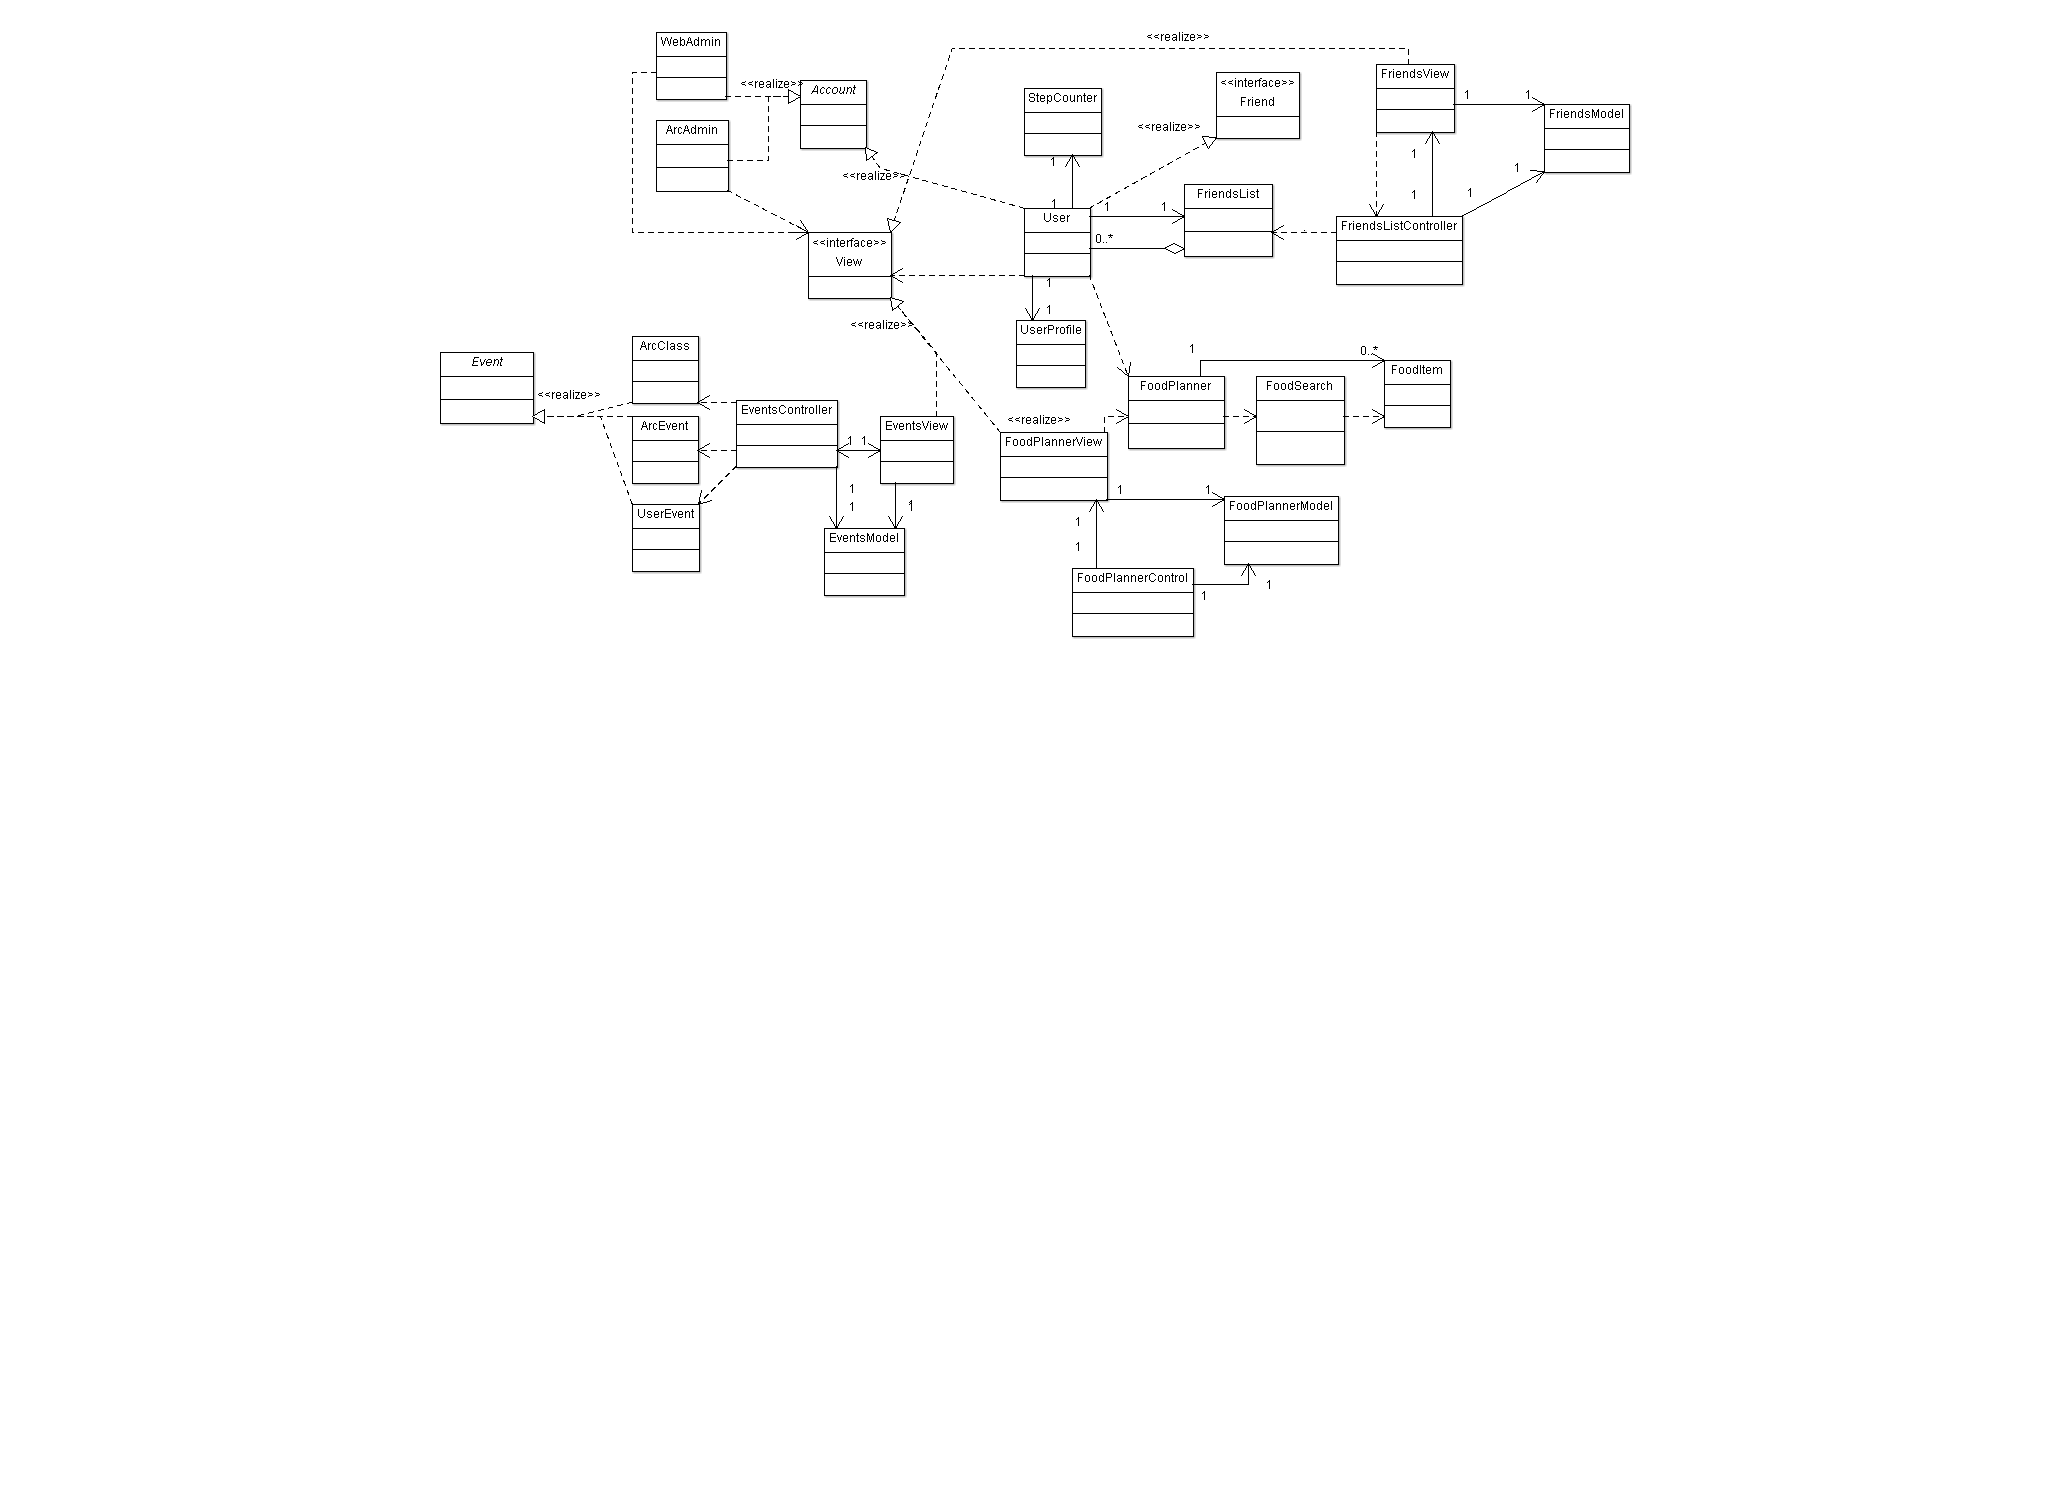 <<realize>>
WebAdmin
<<realize>>
Account
ArcAdmin
<<realize>>
<<interface>>
View
StepCounter
1
<<interface>>
Friend
<<realize>>
FriendsView
1
1
FriendsModel
1
1
1
1
FriendsListController
FriendsList
1
1
1
User
0..*
1
1
UserProfile
<<realize>>
Event
<<realize>>
ArcClass
ArcEvent
UserEvent
EventsController
1
1
EventsView
1
1
1
EventsModel
<<realize>>
FoodPlannerView
FoodPlanner
1
0..*
FoodSearch
FoodItem
1
1
FoodPlannerModel
1
1
FoodPlannerControl
1
1